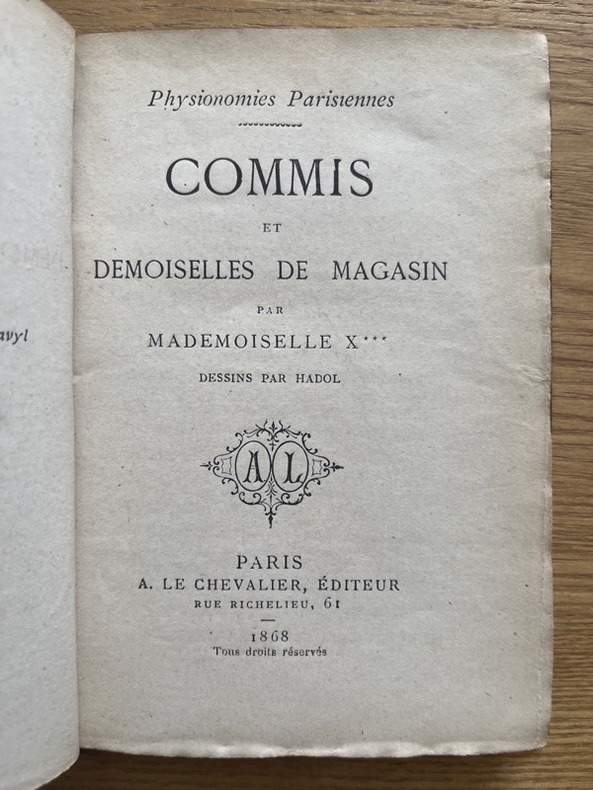 Physionomies Parisiennes
COMMIS
ET
DEMOISELLES DE MAGASIN
PAR
MADEMOISELLE X***
DESSINS PAR HADOL
A L
PARIS
A. LE CHEVALIER, ÉDITEUR
RUE RICHELIEU, 61
1868
Tous droits réservés